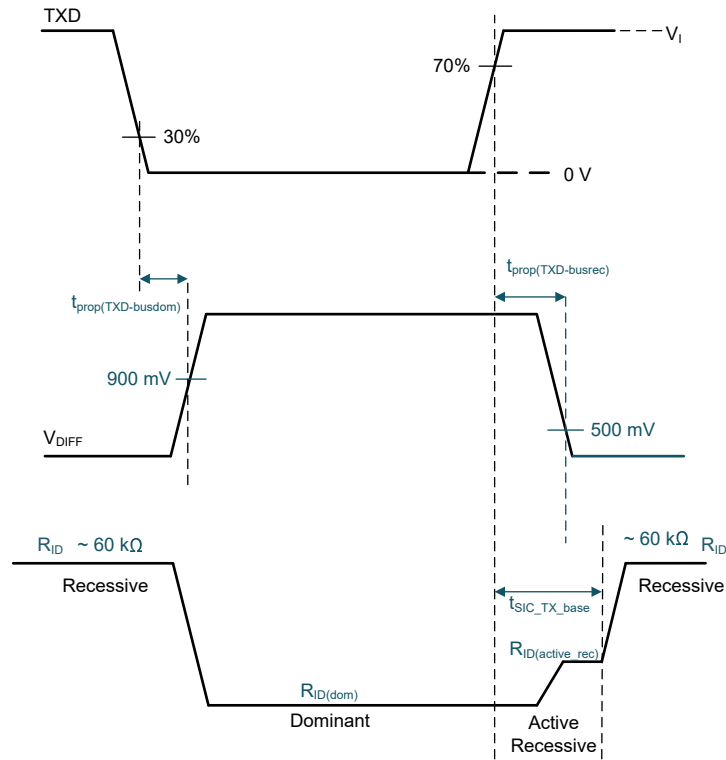 TXD
V_I
70%
30%
0 V
t_prop(TXD-busrec)
t_prop(TXD-busdom)
900 mV
V_DIFF
500 mV
R_ID ~ 60 kΩ
~ 60 kΩ R_ID
Recessive
Recessive
t_SIC_TX_base
R_ID(active_rec)
R_ID(dom)
Dominant
Active
Recessive